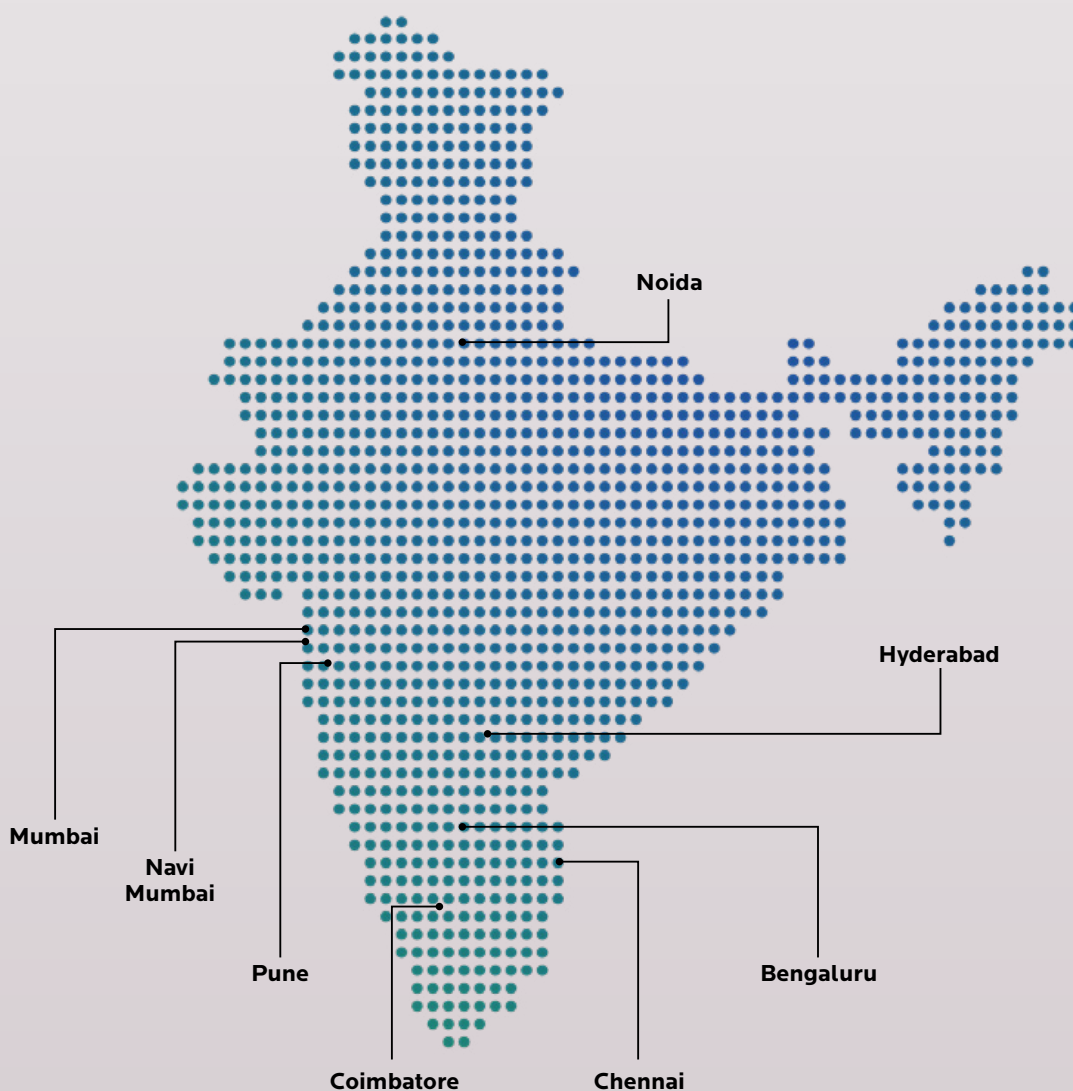 Noida
Hyderabad
Mumbai
Navi
Mumbai
Pune
Bengaluru
Coimbatore
Chennai